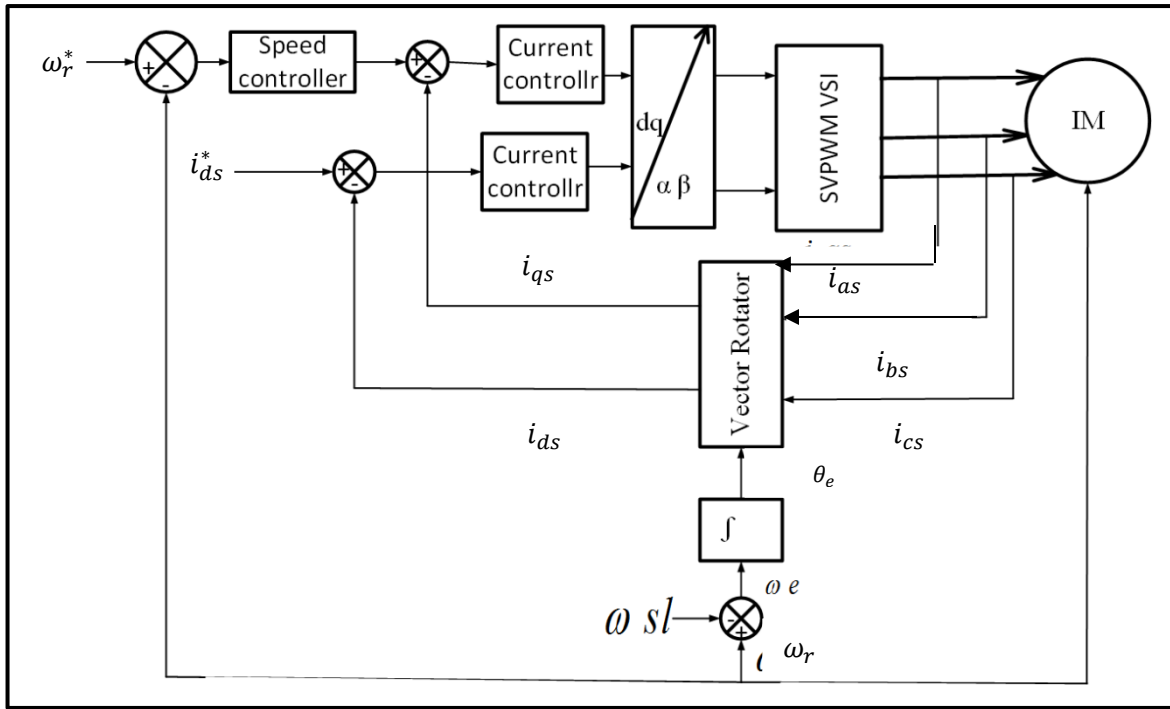 ω_r^*
+
-
Speed
controller
+
-
Current
controllr
dq
α β
SVPWM VSI
IM
i_ds^*
+
-
Current
controllr
i_qs
i_as
Vector Rotator
i_bs
i_ds
i_cs
θ_e
∫
ω e
ω sl
-
+
ω_r